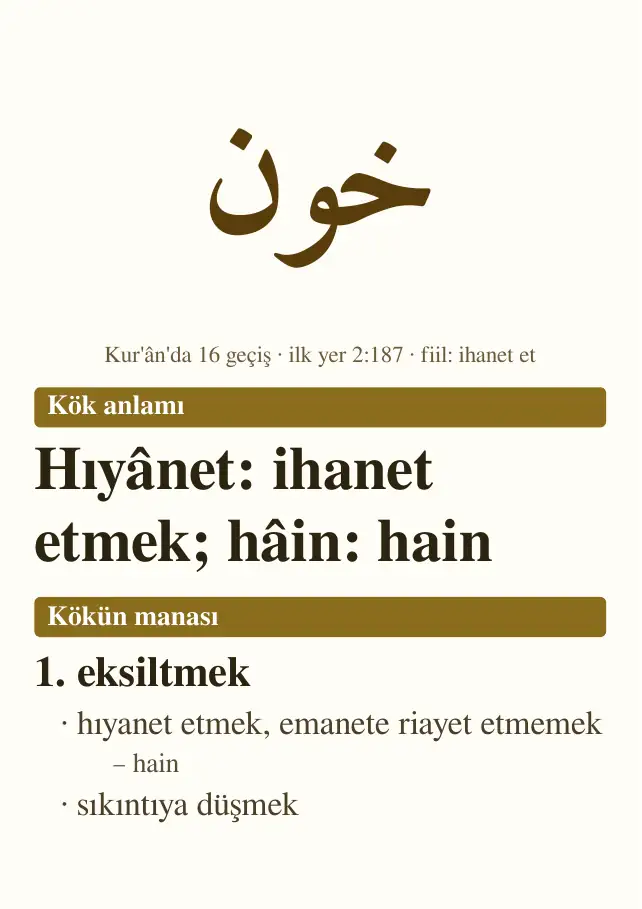 خون
Kur'ân'da 16 geçiş · ilk yer 2:187 · fiil: ihanet et
Kök anlamı
Hıyânet: ihanet
etmek; hâin: hain
Kökün manası
1. eksiltmek
· hıyanet etmek, emanete riayet etmemek
– hain
· sıkıntıya düşmek